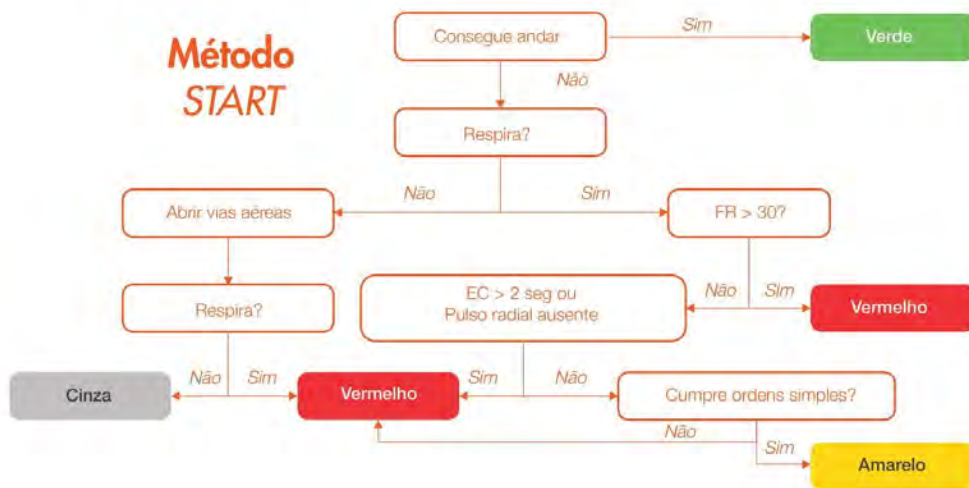 Método
START
Consegue andar
Sim
Verde
Não
Respira?
Não
Sim
Abrir vias aéreas
FR > 30?
Respira?
EC > 2 seg ou
Pulso radial ausente
Não
Sim
Vermelho
Cinza
Não
Sim
Vermelho
Sim
Não
Cumpre ordens simples?
Não
Sim
Amarelo